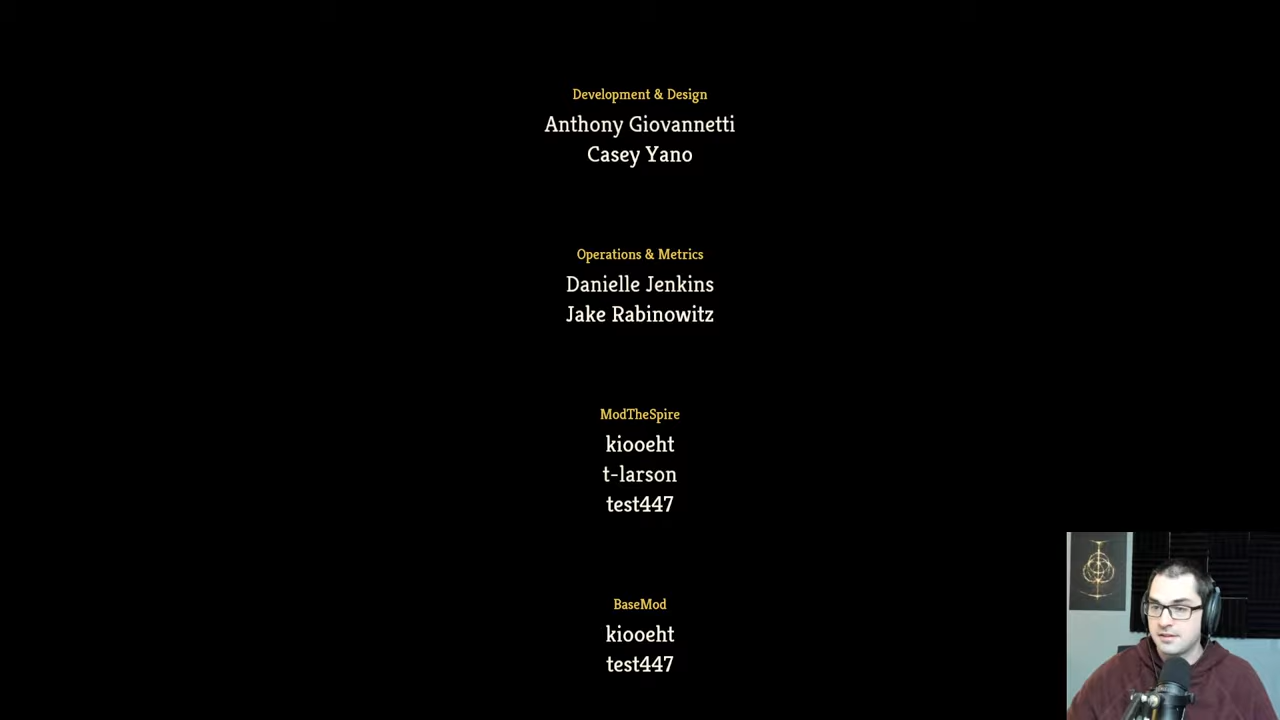 Development & Design
Anthony Giovannetti
Casey Yano
Operations & Metrics
Danielle Jenkins
Jake Rabinowitz
ModTheSpire
kiooeht
t-larson
test447
BaseMod
kiooeht
test447